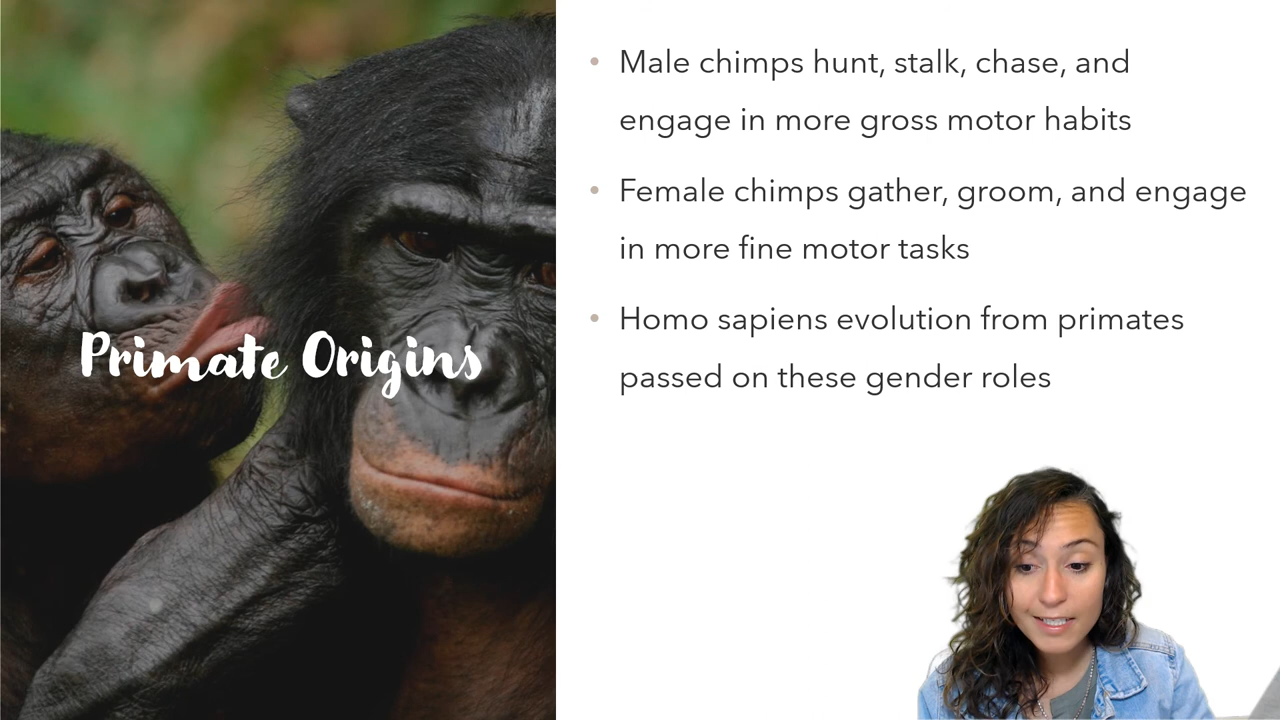 Primate Origins
• Male chimps hunt, stalk, chase, and
engage in more gross motor habits
• Female chimps gather, groom, and engage
in more fine motor tasks
• Homo sapiens evolution from primates
passed on these gender roles